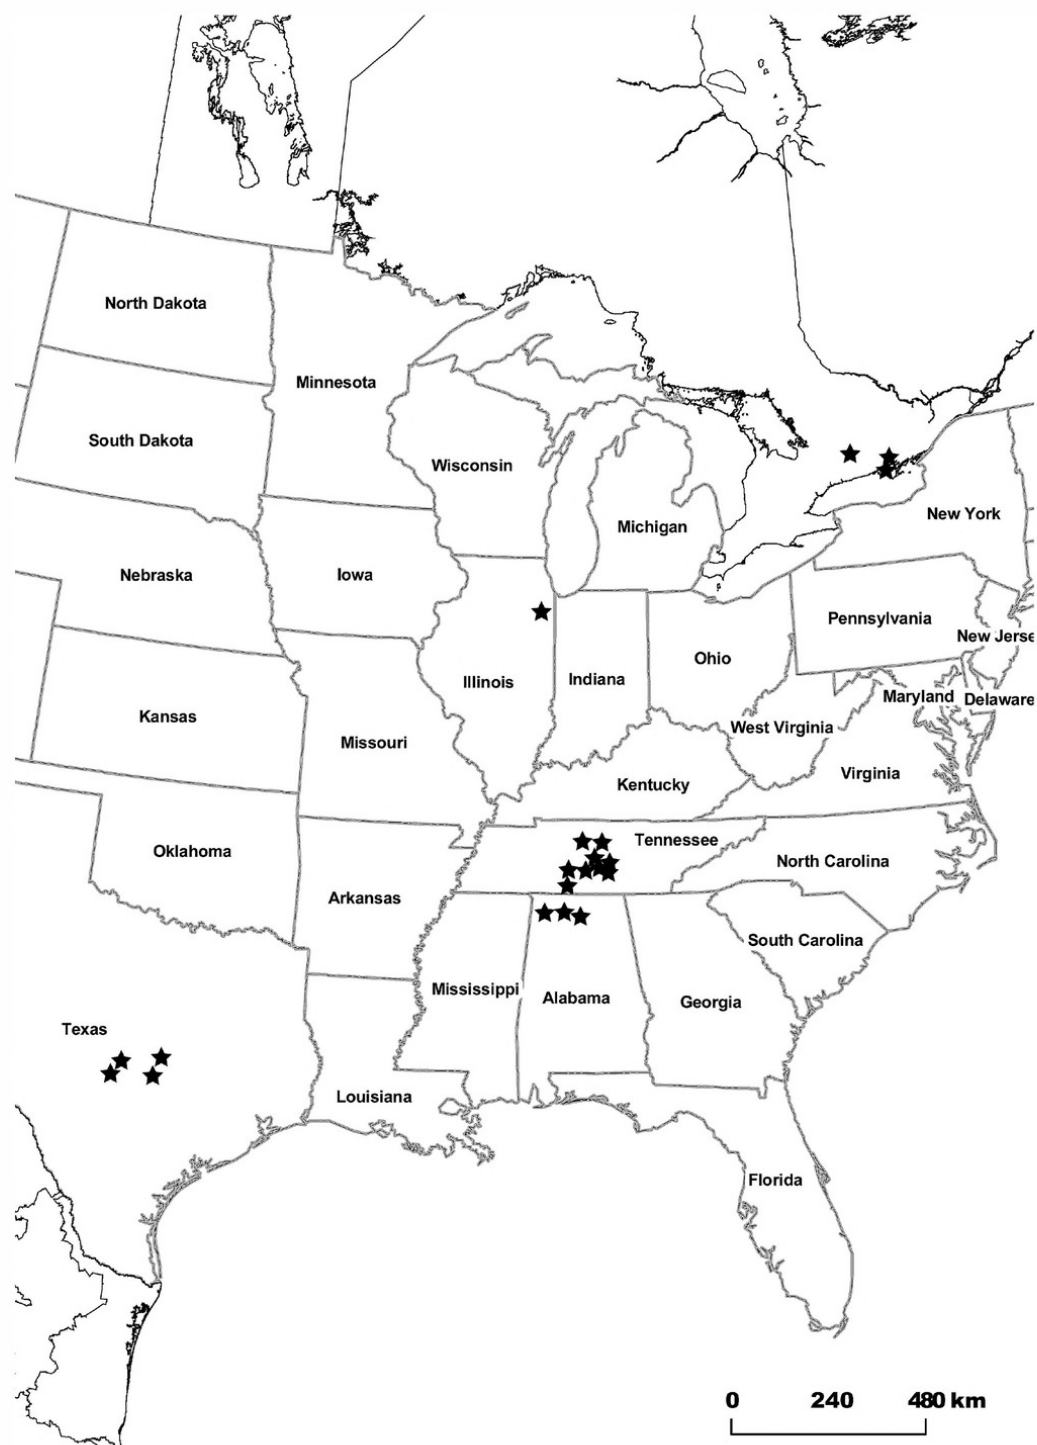 North Dakota
Minnesota
South Dakota
Wisconsin
New York
Michigan
Nebraska
Iowa
Pennsylvania
New Jerse
Ohio
Indiana
Illinois
Maryland
Delaware
Kansas
West Virginia
Missouri
Virginia
Kentucky
Tennessee
Oklahoma
North Carolina
Arkansas
South Carolina
Mississippi
Alabama
Georgia
Texas
Louisiana
Florida
0 240 480 km